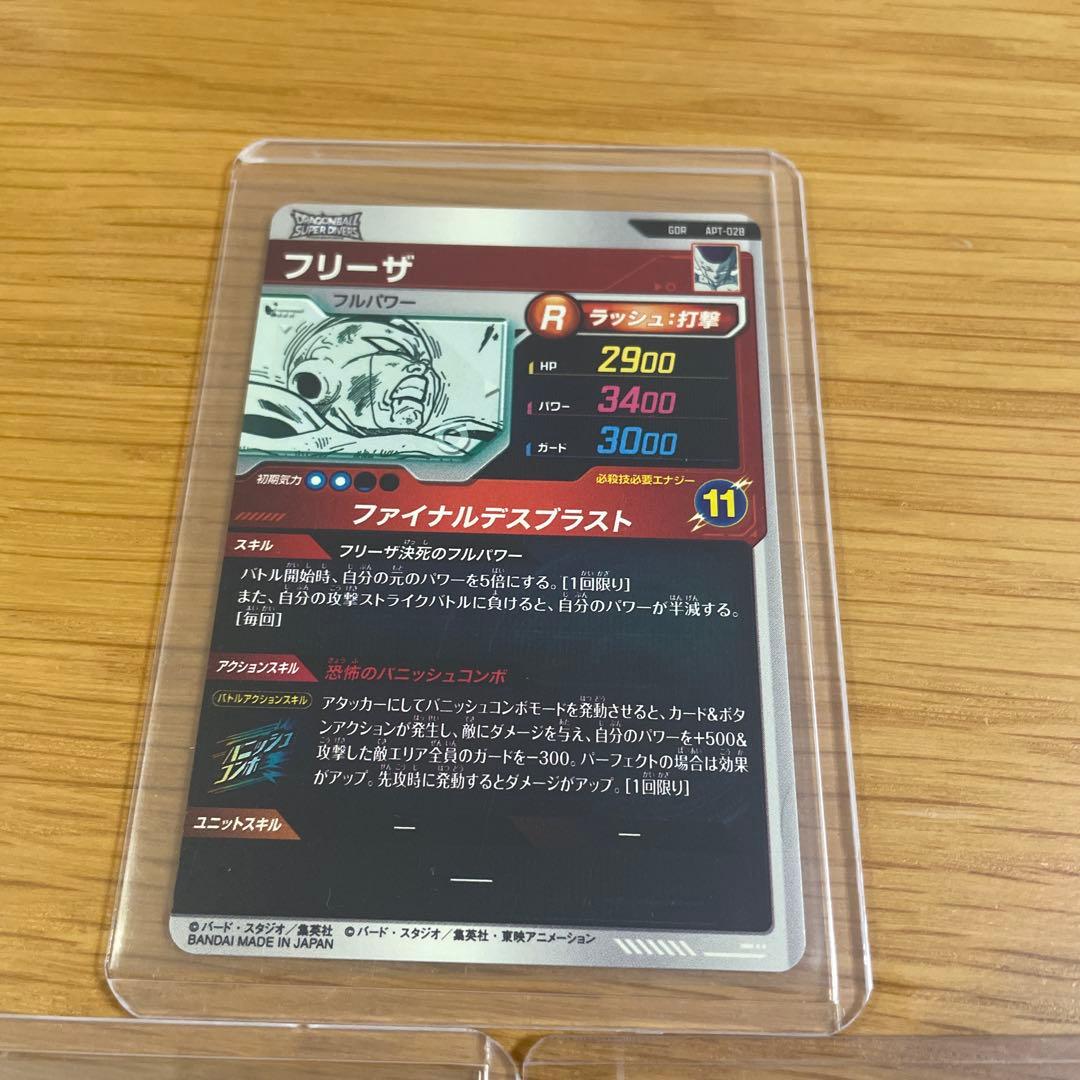 DRAGONBALL
SUPER DIVERS
GDR APT-028
フリーザ
フルパワー
R ラッシュ:打撃
HP 2900
パワー 3400
ガード 3000
初期気力
必殺技必要エナジー
11
ファイナルデスブラスト
スキル フリーザ決死のフルパワー
バトル開始時、自分の元のパワーを5倍にする。[1回限り]
また、自分の攻撃ストライクバトルに負けると、自分のパワーが半減する。
[毎回]
アクションスキル 恐怖のバニッシュコンボ
バトルアクションスキル
バニッシュ
コンボ
アタッカーにしてバニッシュコンボモードを発動させると、カード&ボタ
ンアクションが発生し、敵にダメージを与え、自分のパワーを+500&
攻撃した敵エリア全員のガードを−300。パーフェクトの場合は効果
がアップ。先攻時に発動するとダメージがアップ。[1回限り]
ユニットスキル — —
—
©バード・スタジオ／集英社 ©バード・スタジオ／集英社・東映アニメーション
BANDAI MADE IN JAPAN